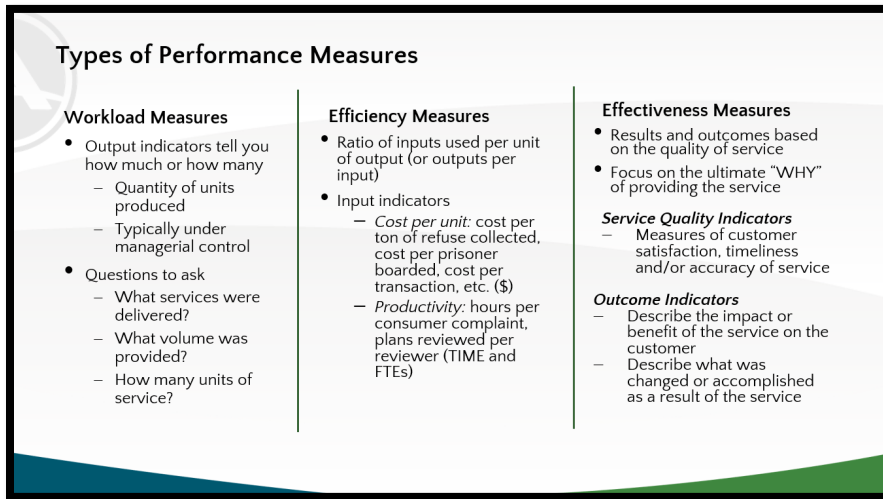 Types of Performance Measures
Workload Measures
• Output indicators tell you
how much or how many
– Quantity of units
produced
– Typically under
managerial control
• Questions to ask
– What services were
delivered?
– What volume was
provided?
– How many units of
service?
Efficiency Measures
• Ratio of inputs used per unit
of output (or outputs per
input)
• Input indicators
– Cost per unit: cost per
ton of refuse collected,
cost per prisoner
boarded, cost per
transaction, etc. ($)
– Productivity: hours per
consumer complaint,
plans reviewed per
reviewer (TIME and
FTEs)
Effectiveness Measures
• Results and outcomes based
on the quality of service
• Focus on the ultimate “WHY”
of providing the service
Service Quality Indicators
– Measures of customer
satisfaction, timeliness
and/or accuracy of service
Outcome Indicators
– Describe the impact or
benefit of the service on the
customer
– Describe what was
changed or accomplished
as a result of the service